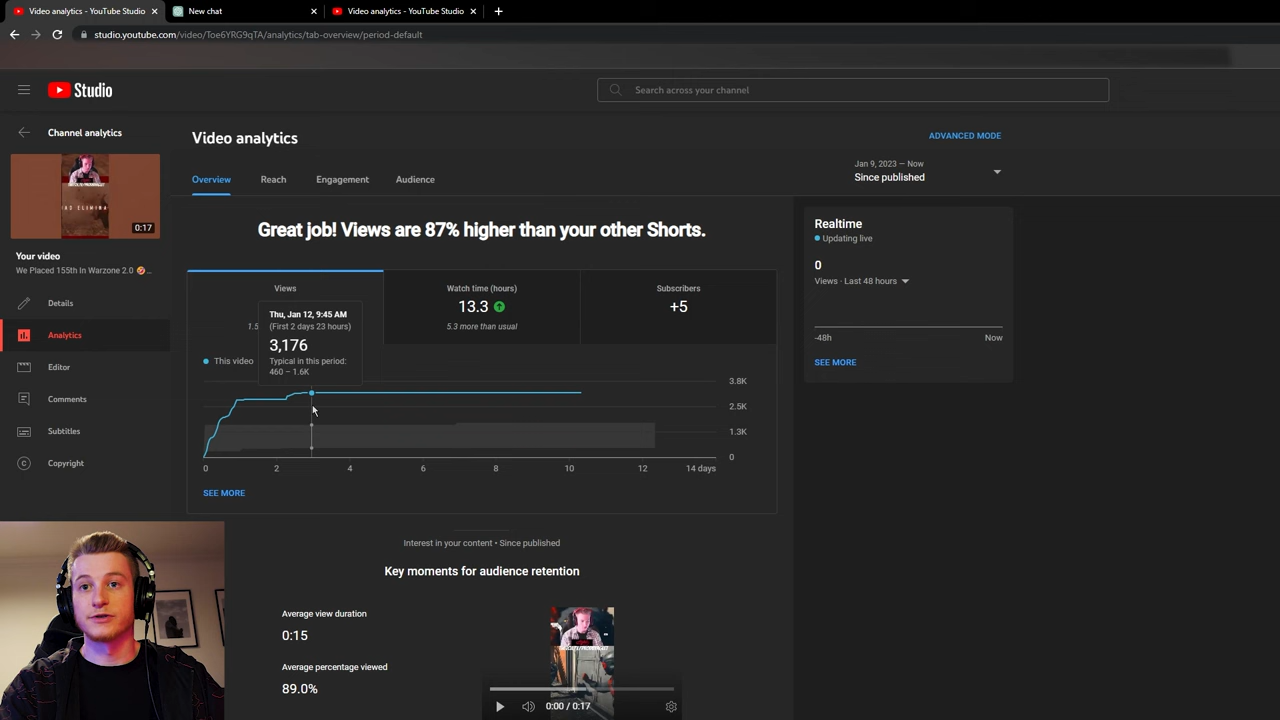 Video analytics - YouTube Studio
New chat
Video analytics - YouTube Studio
studio.youtube.com/video/Toe6YRG9qTA/analytics/tab-overview/period-default
Studio
Search across your channel
Channel analytics
0:17
Your video
We Placed 155th In Warzone 2.0 🤣 ...
Details
Analytics
Editor
Comments
Subtitles
Copyright
Video analytics
ADVANCED MODE
Overview
Reach
Engagement
Audience
Jan 9, 2023 — Now
Since published
Great job! Views are 87% higher than your other Shorts.
Views
1.5
Watch time (hours)
13.3
5.3 more than usual
Subscribers
+5
Thu, Jan 12, 9:45 AM
(First 2 days 23 hours)
3,176
Typical in this period:
460 – 1.6K
This video
3.8K
2.5K
1.3K
0
0
2
4
6
8
10
12
14 days
SEE MORE
Realtime
Updating live
0
Views · Last 48 hours
-48h
Now
SEE MORE
Interest in your content • Since published
Key moments for audience retention
Average view duration
0:15
Average percentage viewed
89.0%
0:00 / 0:17